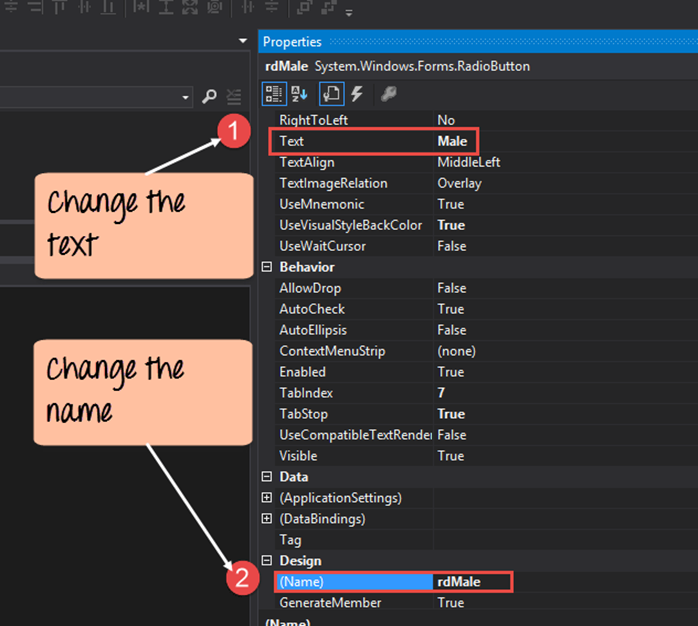 Properties
rdMale System.Windows.Forms.RadioButton
RightToLeft No
1
Text Male
TextAlign MiddleLeft
TextImageRelation Overlay
UseMnemonic True
UseVisualStyleBackColor True
UseWaitCursor False
Change the
text
Behavior
AllowDrop False
AutoCheck True
AutoEllipsis False
ContextMenuStrip (none)
Enabled True
TabIndex 7
TabStop True
UseCompatibleTextRender False
Visible True
Change the
name
Data
(ApplicationSettings)
(DataBindings)
Tag
Design
2
(Name) rdMale
GenerateMember True
(Name)